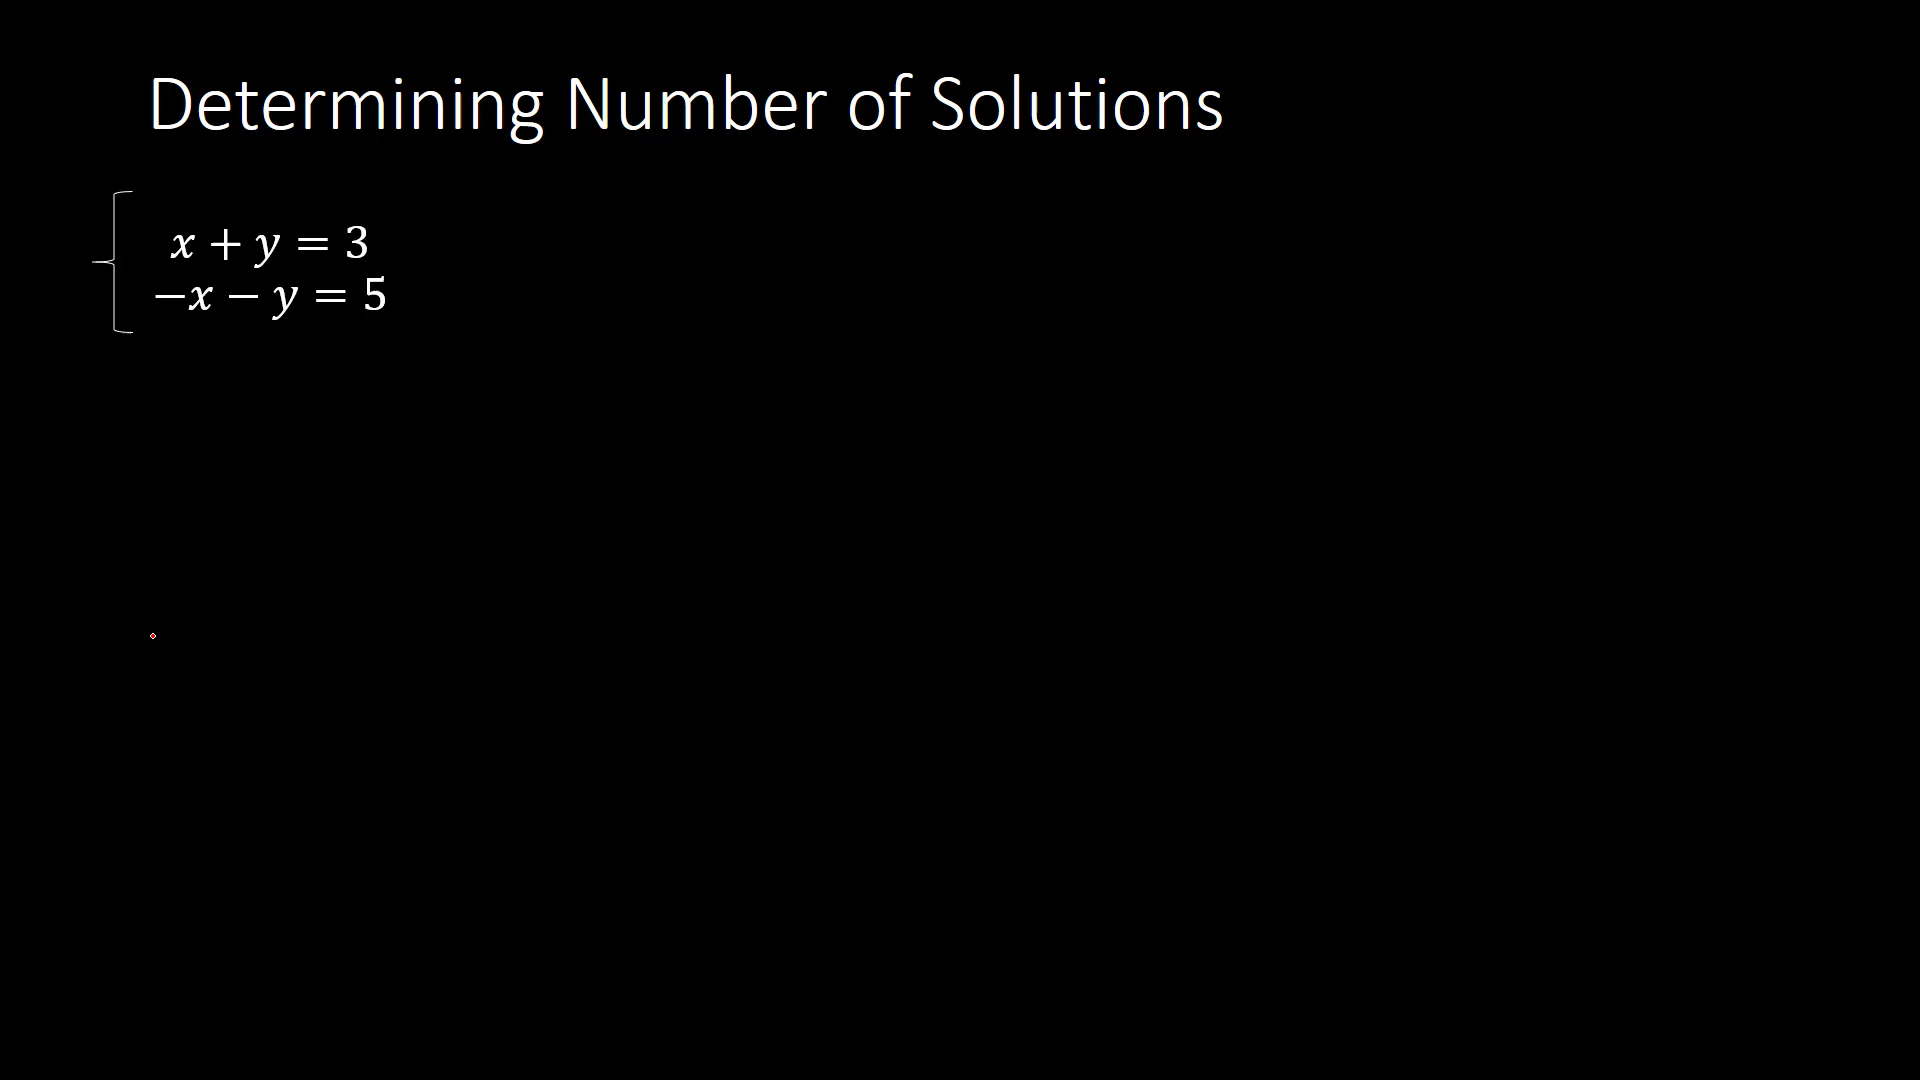 Determining Number of Solutions
x + y = 3
−x − y = 5